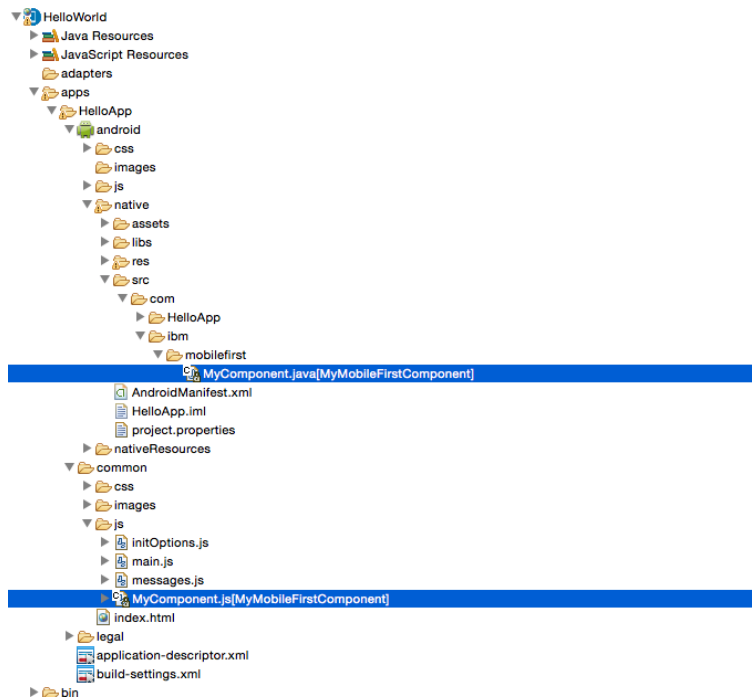 HelloWorld
Java Resources
JavaScript Resources
adapters
apps
HelloApp
android
css
images
js
native
assets
libs
res
src
com
HelloApp
ibm
mobilefirst
MyComponent.java[MyMobileFirstComponent]
AndroidManifest.xml
HelloApp.iml
project.properties
nativeResources
common
css
images
js
initOptions.js
main.js
messages.js
MyComponent.js[MyMobileFirstComponent]
index.html
legal
application-descriptor.xml
build-settings.xml
bin